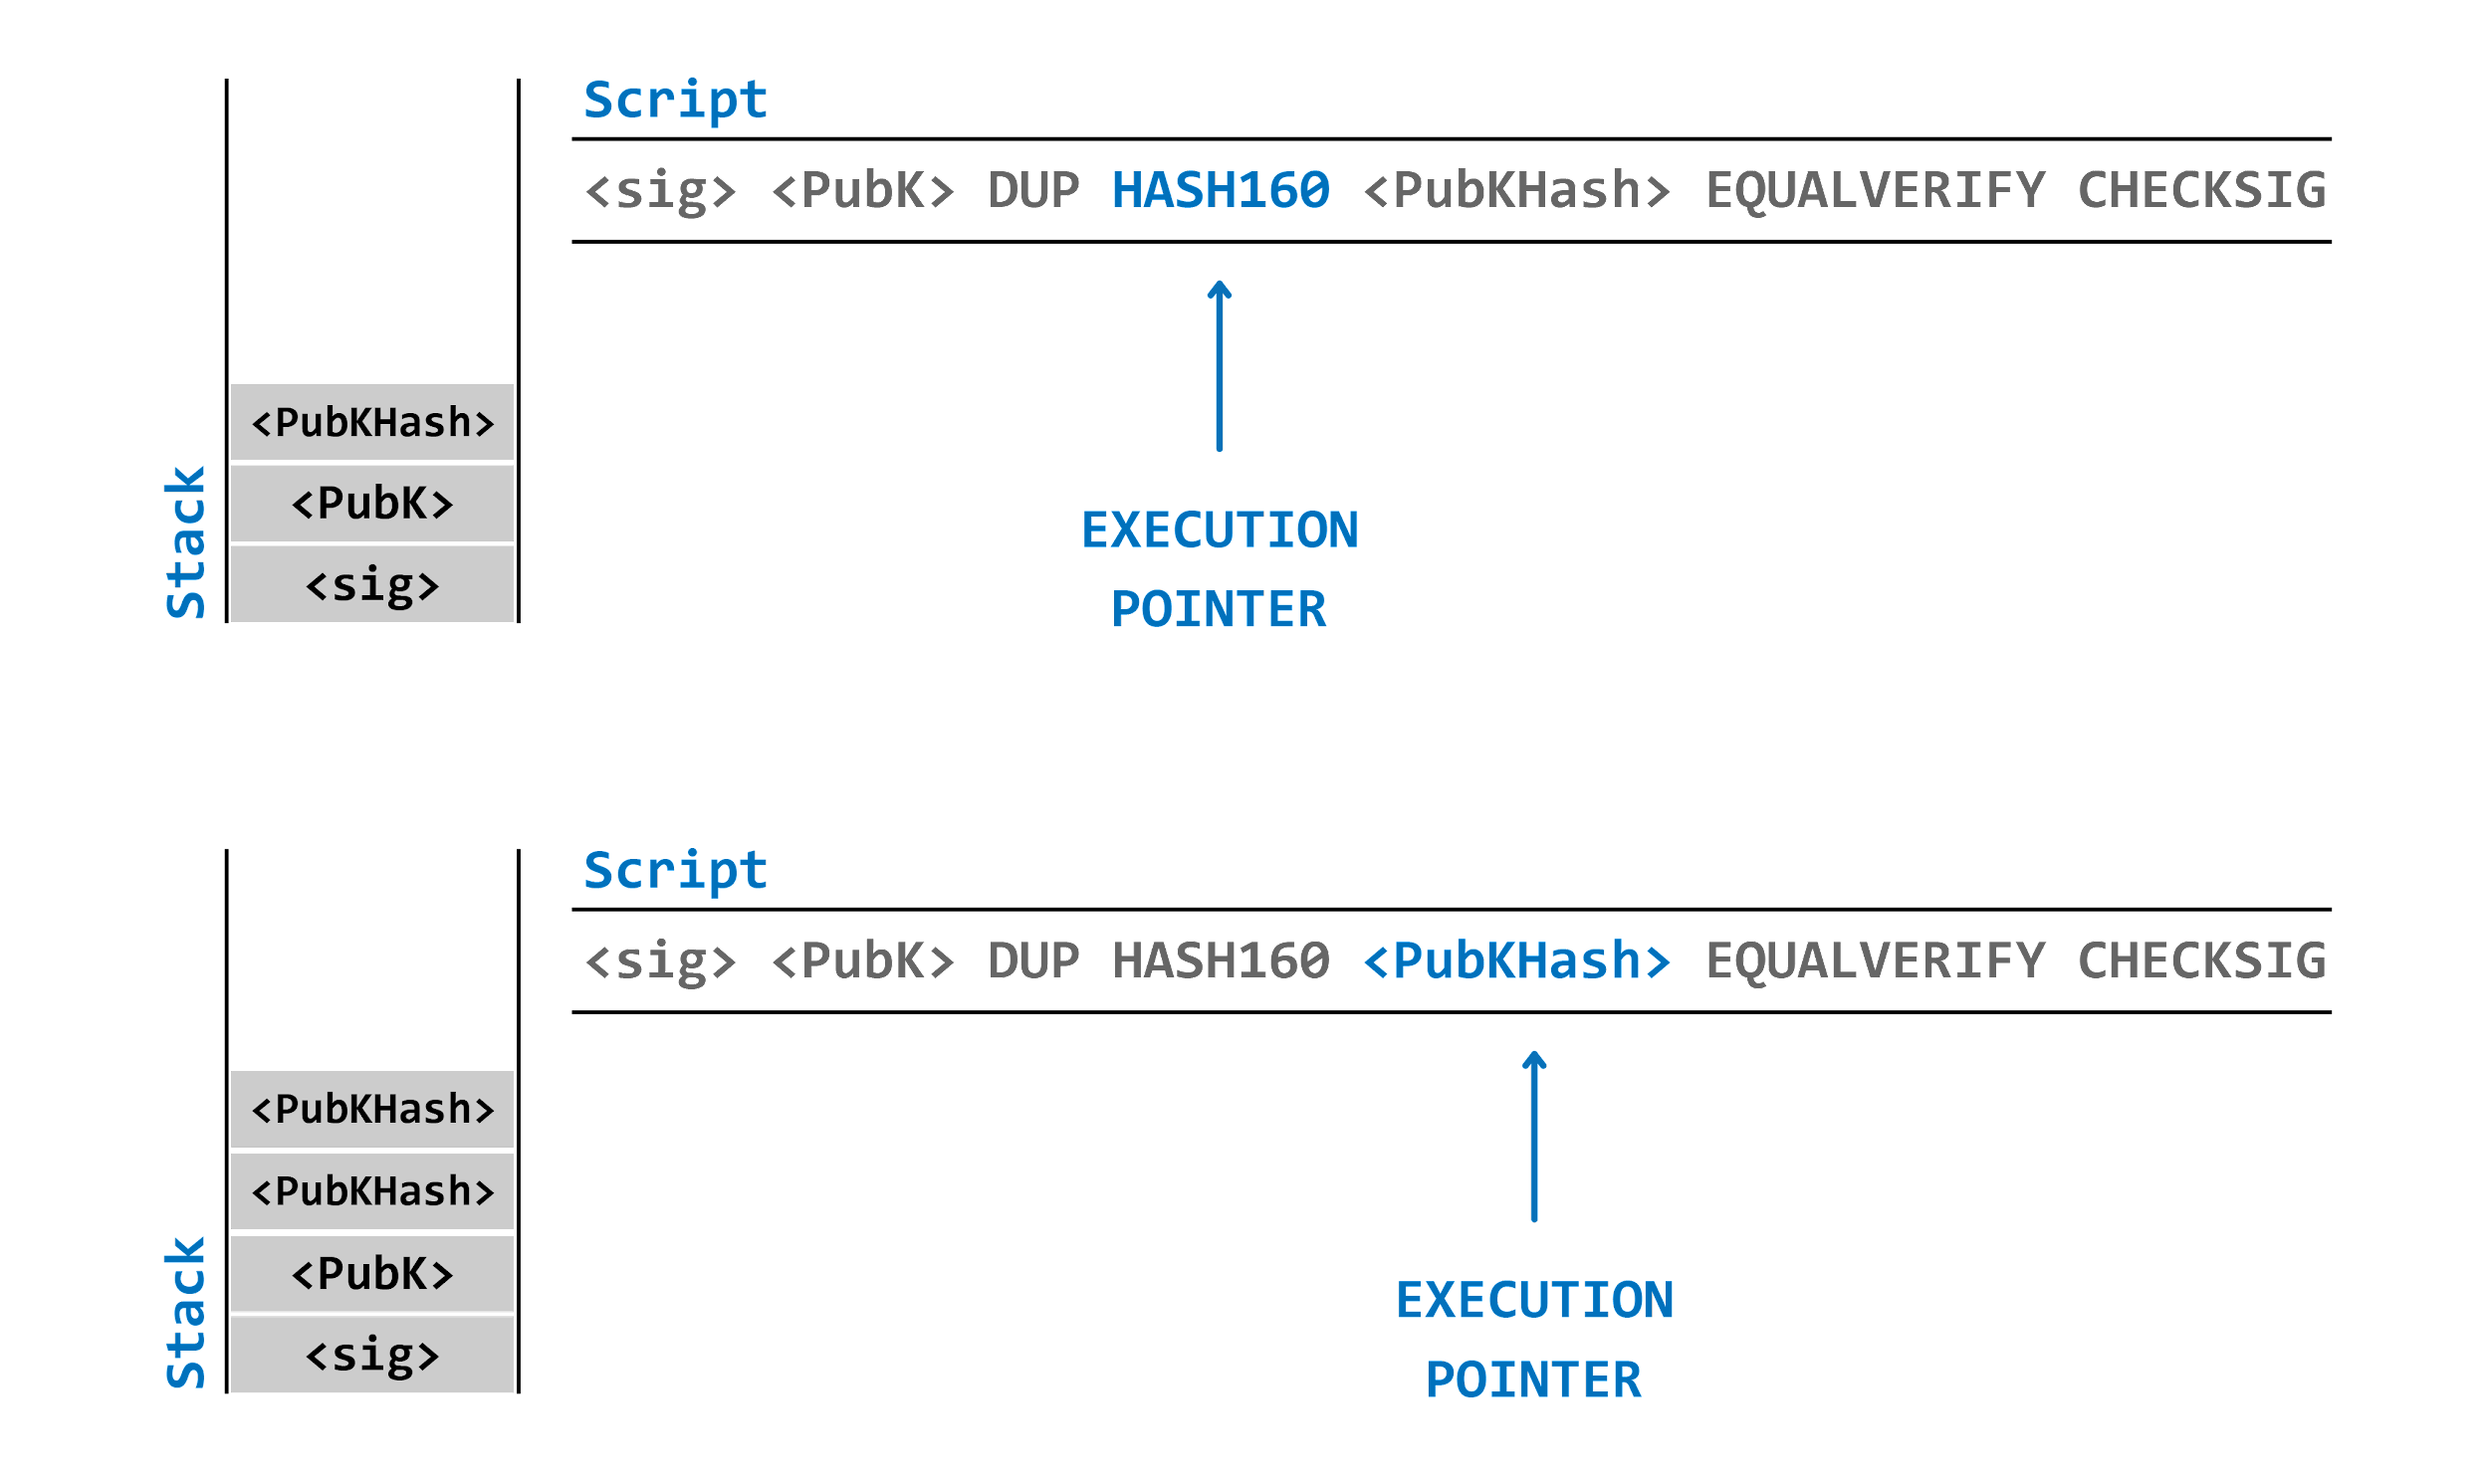 Script
<sig> <PubK> DUP HASH160 <PubKHash> EQUALVERIFY CHECKSIG
<PubKHash>
<PubK>
<sig>
Stack
EXECUTION
POINTER
Script
<sig> <PubK> DUP HASH160 <PubKHash> EQUALVERIFY CHECKSIG
<PubKHash>
<PubKHash>
<PubK>
<sig>
Stack
EXECUTION
POINTER